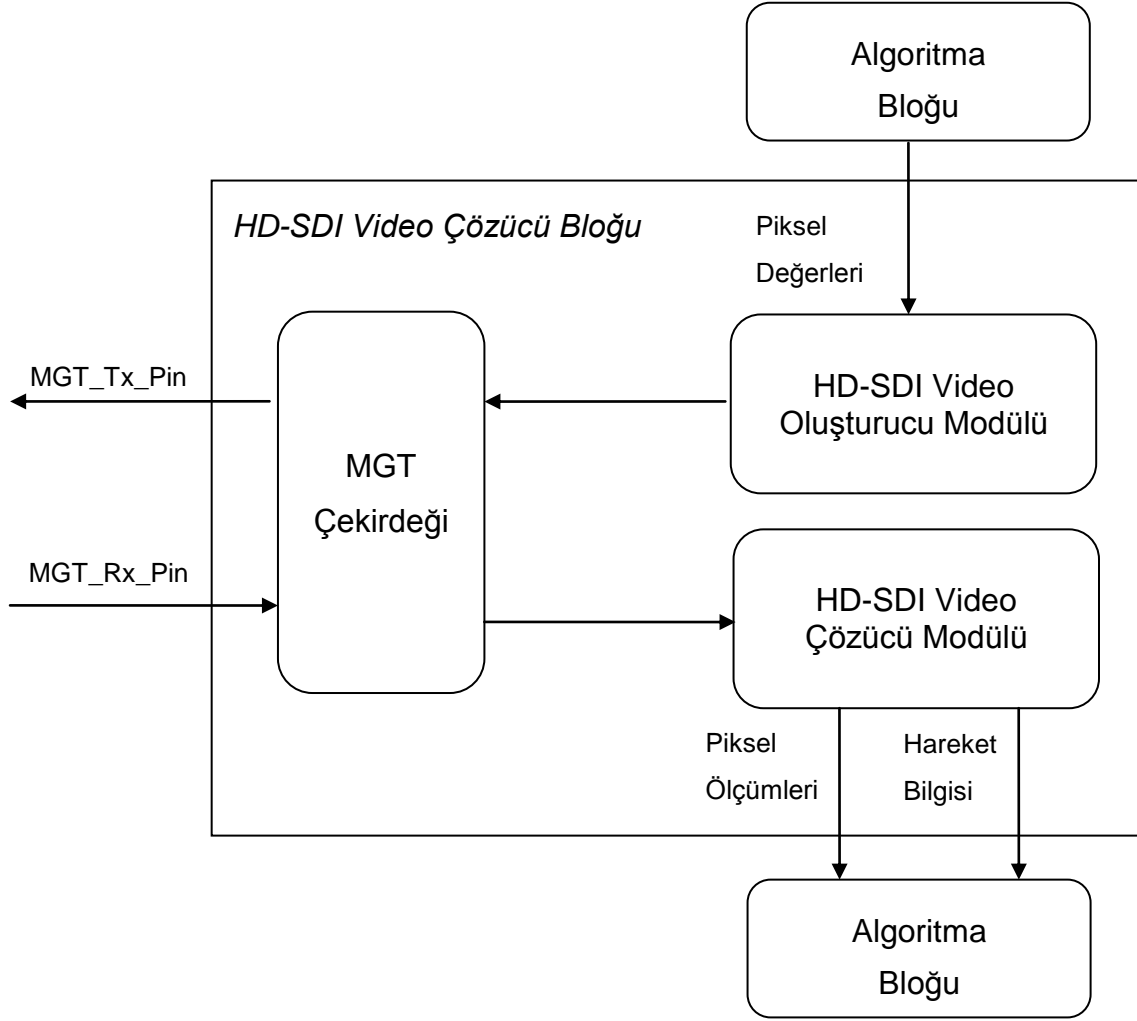 Algoritma
Bloğu
HD-SDI Video Çözücü Bloğu
Piksel
Değerleri
MGT_Tx_Pin
HD-SDI Video
Oluşturucu Modülü
MGT
Çekirdeği
MGT_Rx_Pin
HD-SDI Video
Çözücü Modülü
Piksel
Ölçümleri
Hareket
Bilgisi
Algoritma
Bloğu